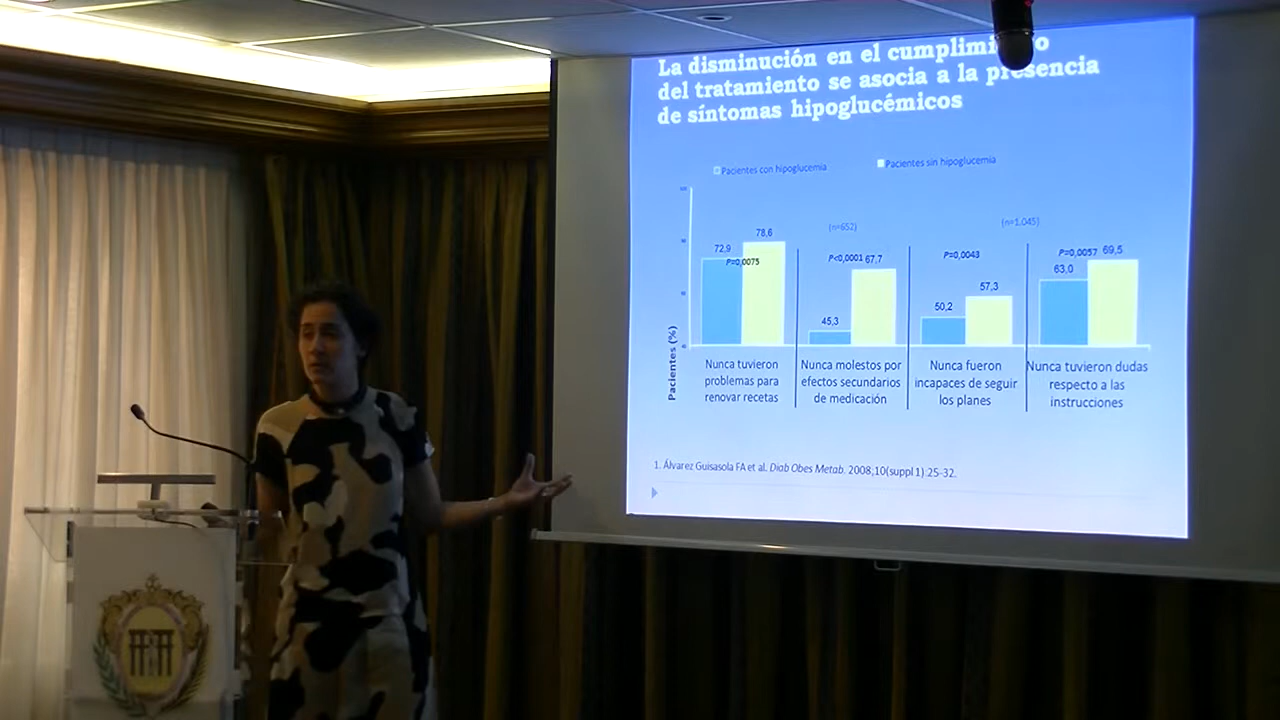 La disminución en el cumplimi o
del tratamiento se asocia a la presencia
de síntomas hipoglucémicos
Pacientes con hipoglucemia
Pacientes sin hipoglucemia
(n=652)
(n=1.045)
72,9
78,6
P=0,0075
P<0,0001
45,3
67,7
P=0,0043
50,2
57,3
P=0,0057
63,0
69,5
Pacientes (%)
Nunca tuvieron
problemas para
renovar recetas
Nunca molestos por
efectos secundarios
de medicación
Nunca fueron
incapaces de seguir
los planes
Nunca tuvieron dudas
respecto a las
instrucciones
1. Álvarez Guisasola FA et al. Diab Obes Metab. 2008;10(suppl 1).25-32.